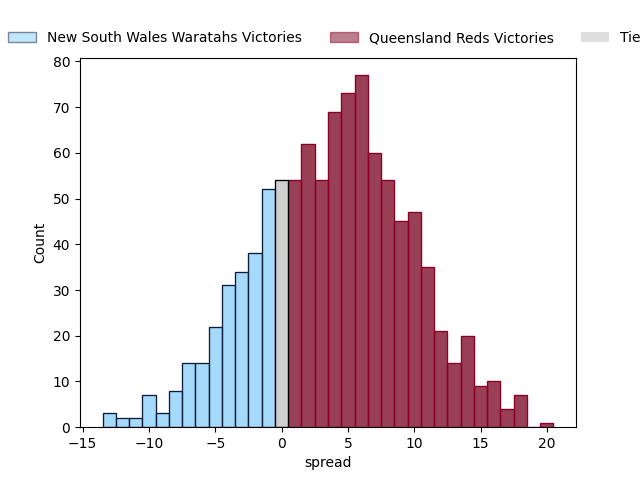 New South Wales Waratahs Victories Queensland Reds Victories Tie
80
70
60
50
40
30
20
10
0
Count
−15 −10 −5 0 5 10 15 20
spread